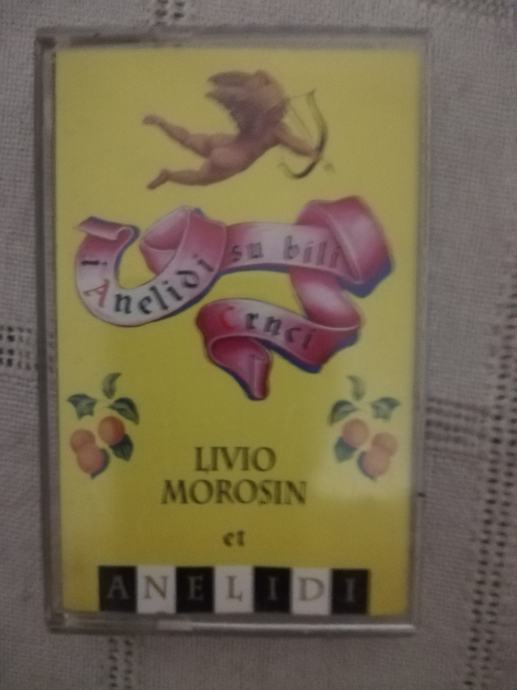 i Anelidi su bili
Crnci
LIVIO
MOROSIN
et
ANELIDI